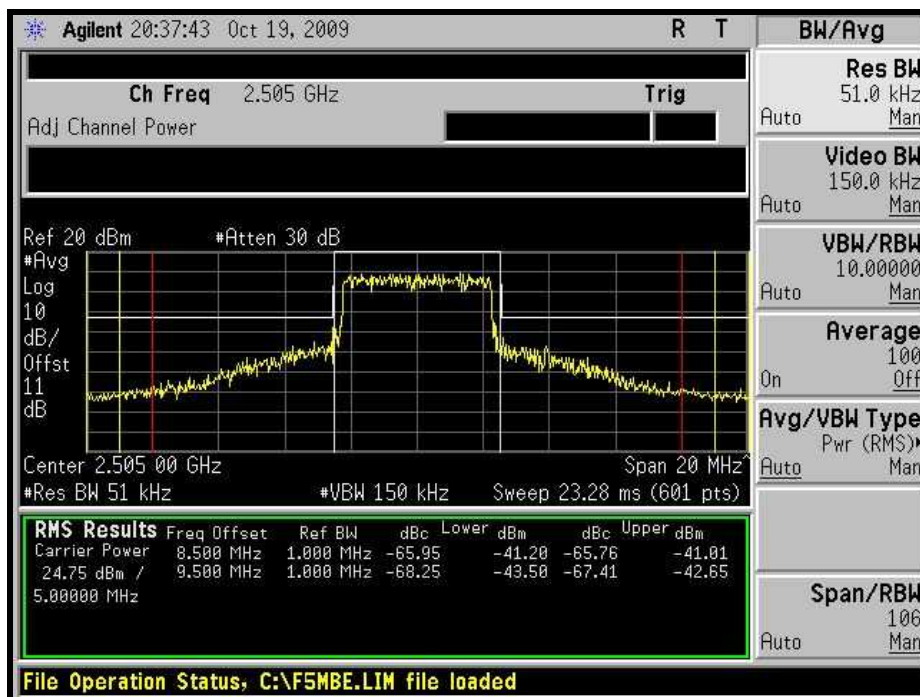 Agilent 20:37:43 Oct 19, 2009 R T
Ch Freq 2.505 GHz Trig
Adj Channel Power
Ref 20 dBm #Atten 30 dB
#Avg
Log
10
dB/
Offst
11
dB
Center 2.505 00 GHz Span 20 MHz^
#Res BW 51 kHz #VBW 150 kHz Sweep 23.28 ms (601 pts)
RMS Results Freq Offset Ref BW dBc Lower dBm dBc Upper dBm
Carrier Power 8.500 MHz 1.000 MHz -65.95 -41.20 -65.76 -41.01
24.75 dBm / 9.500 MHz 1.000 MHz -68.25 -43.50 -67.41 -42.65
5.00000 MHz
File Operation Status, C:\F5MBE.LIM file loaded
BW/Avg
Res BW
51.0 kHz
Auto Man
Video BW
150.0 kHz
Auto Man
VBW/RBW
10.00000
Auto Man
Average
100
On Off
Avg/VBW Type
Pwr (RMS)▸
Auto Man
Span/RBW
106
Auto Man